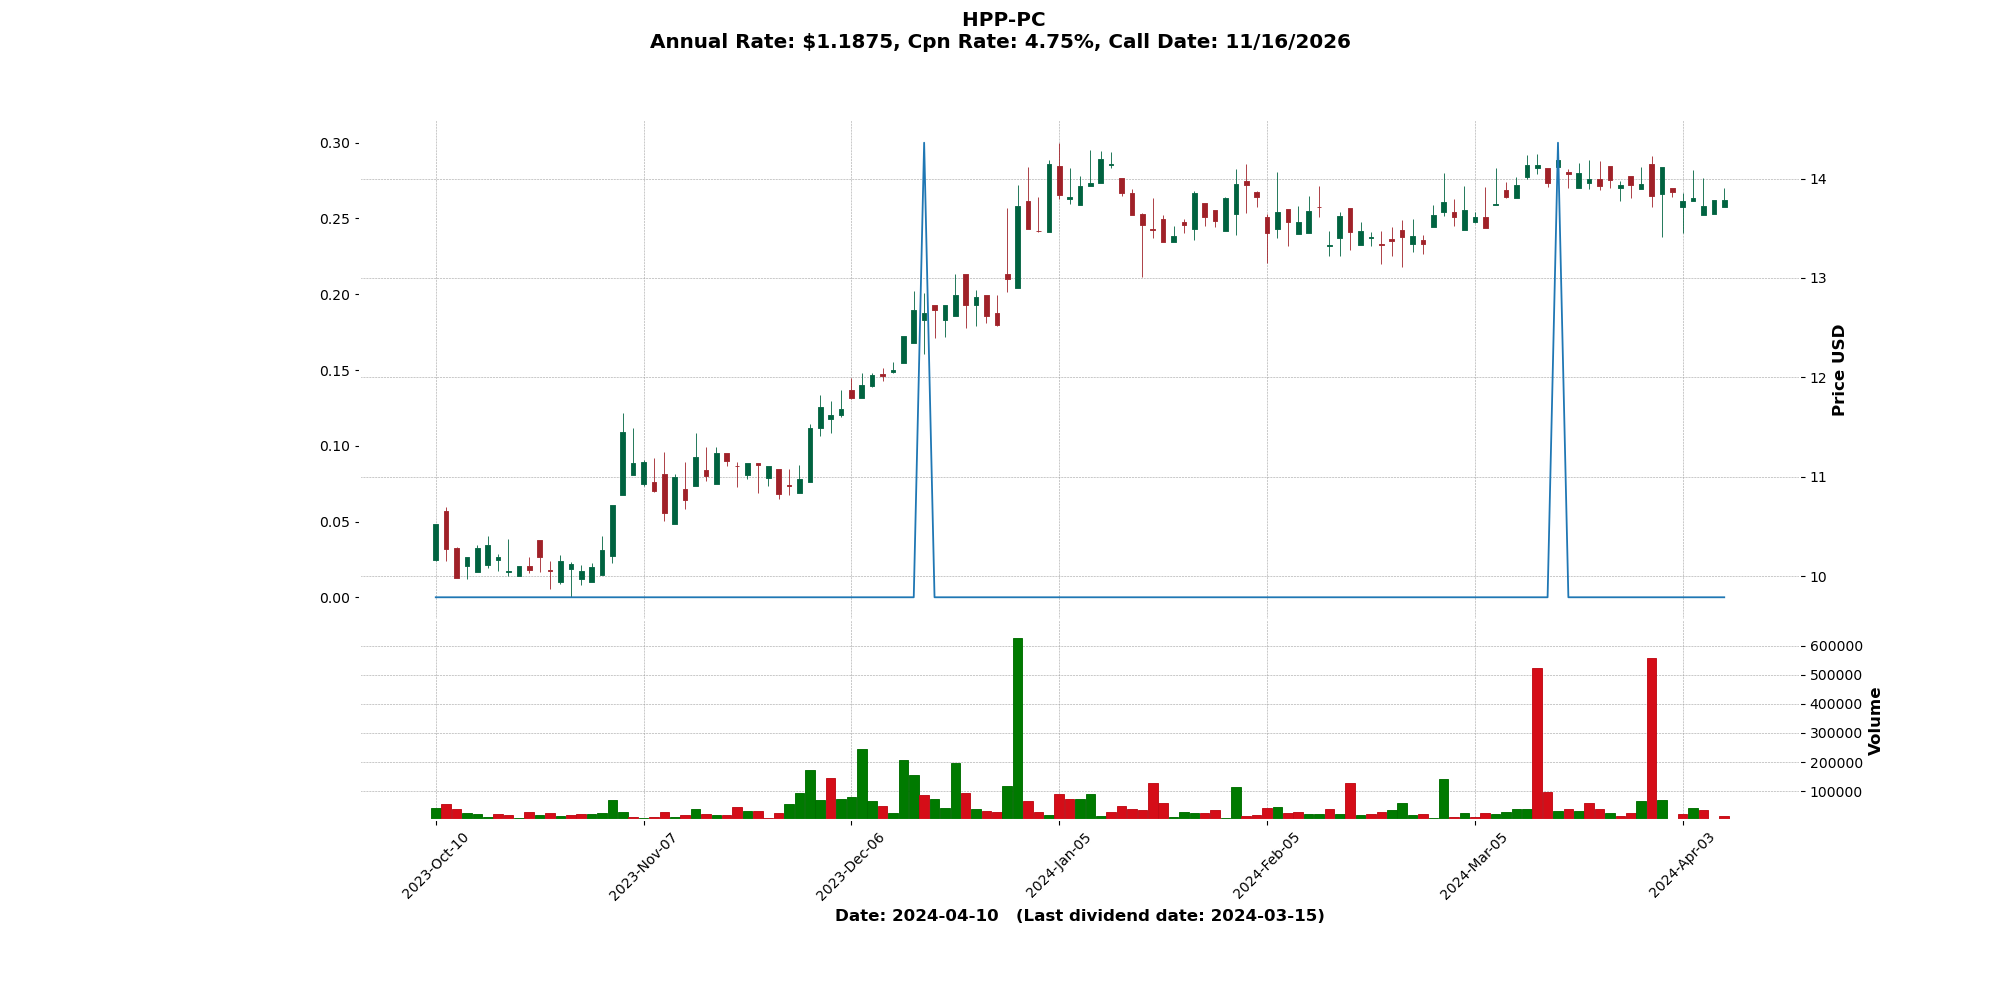 HPP-PC
Annual Rate: $1.1875, Cpn Rate: 4.75%, Call Date: 11/16/2026
0.30
0.25
0.20
0.15
0.10
0.05
0.00
14
13
12
11
10
Price USD
600000
500000
400000
300000
200000
100000
Volume
2023-Oct-10
2023-Nov-07
2023-Dec-06
2024-Jan-05
2024-Feb-05
2024-Mar-05
2024-Apr-03
Date: 2024-04-10   (Last dividend date: 2024-03-15)